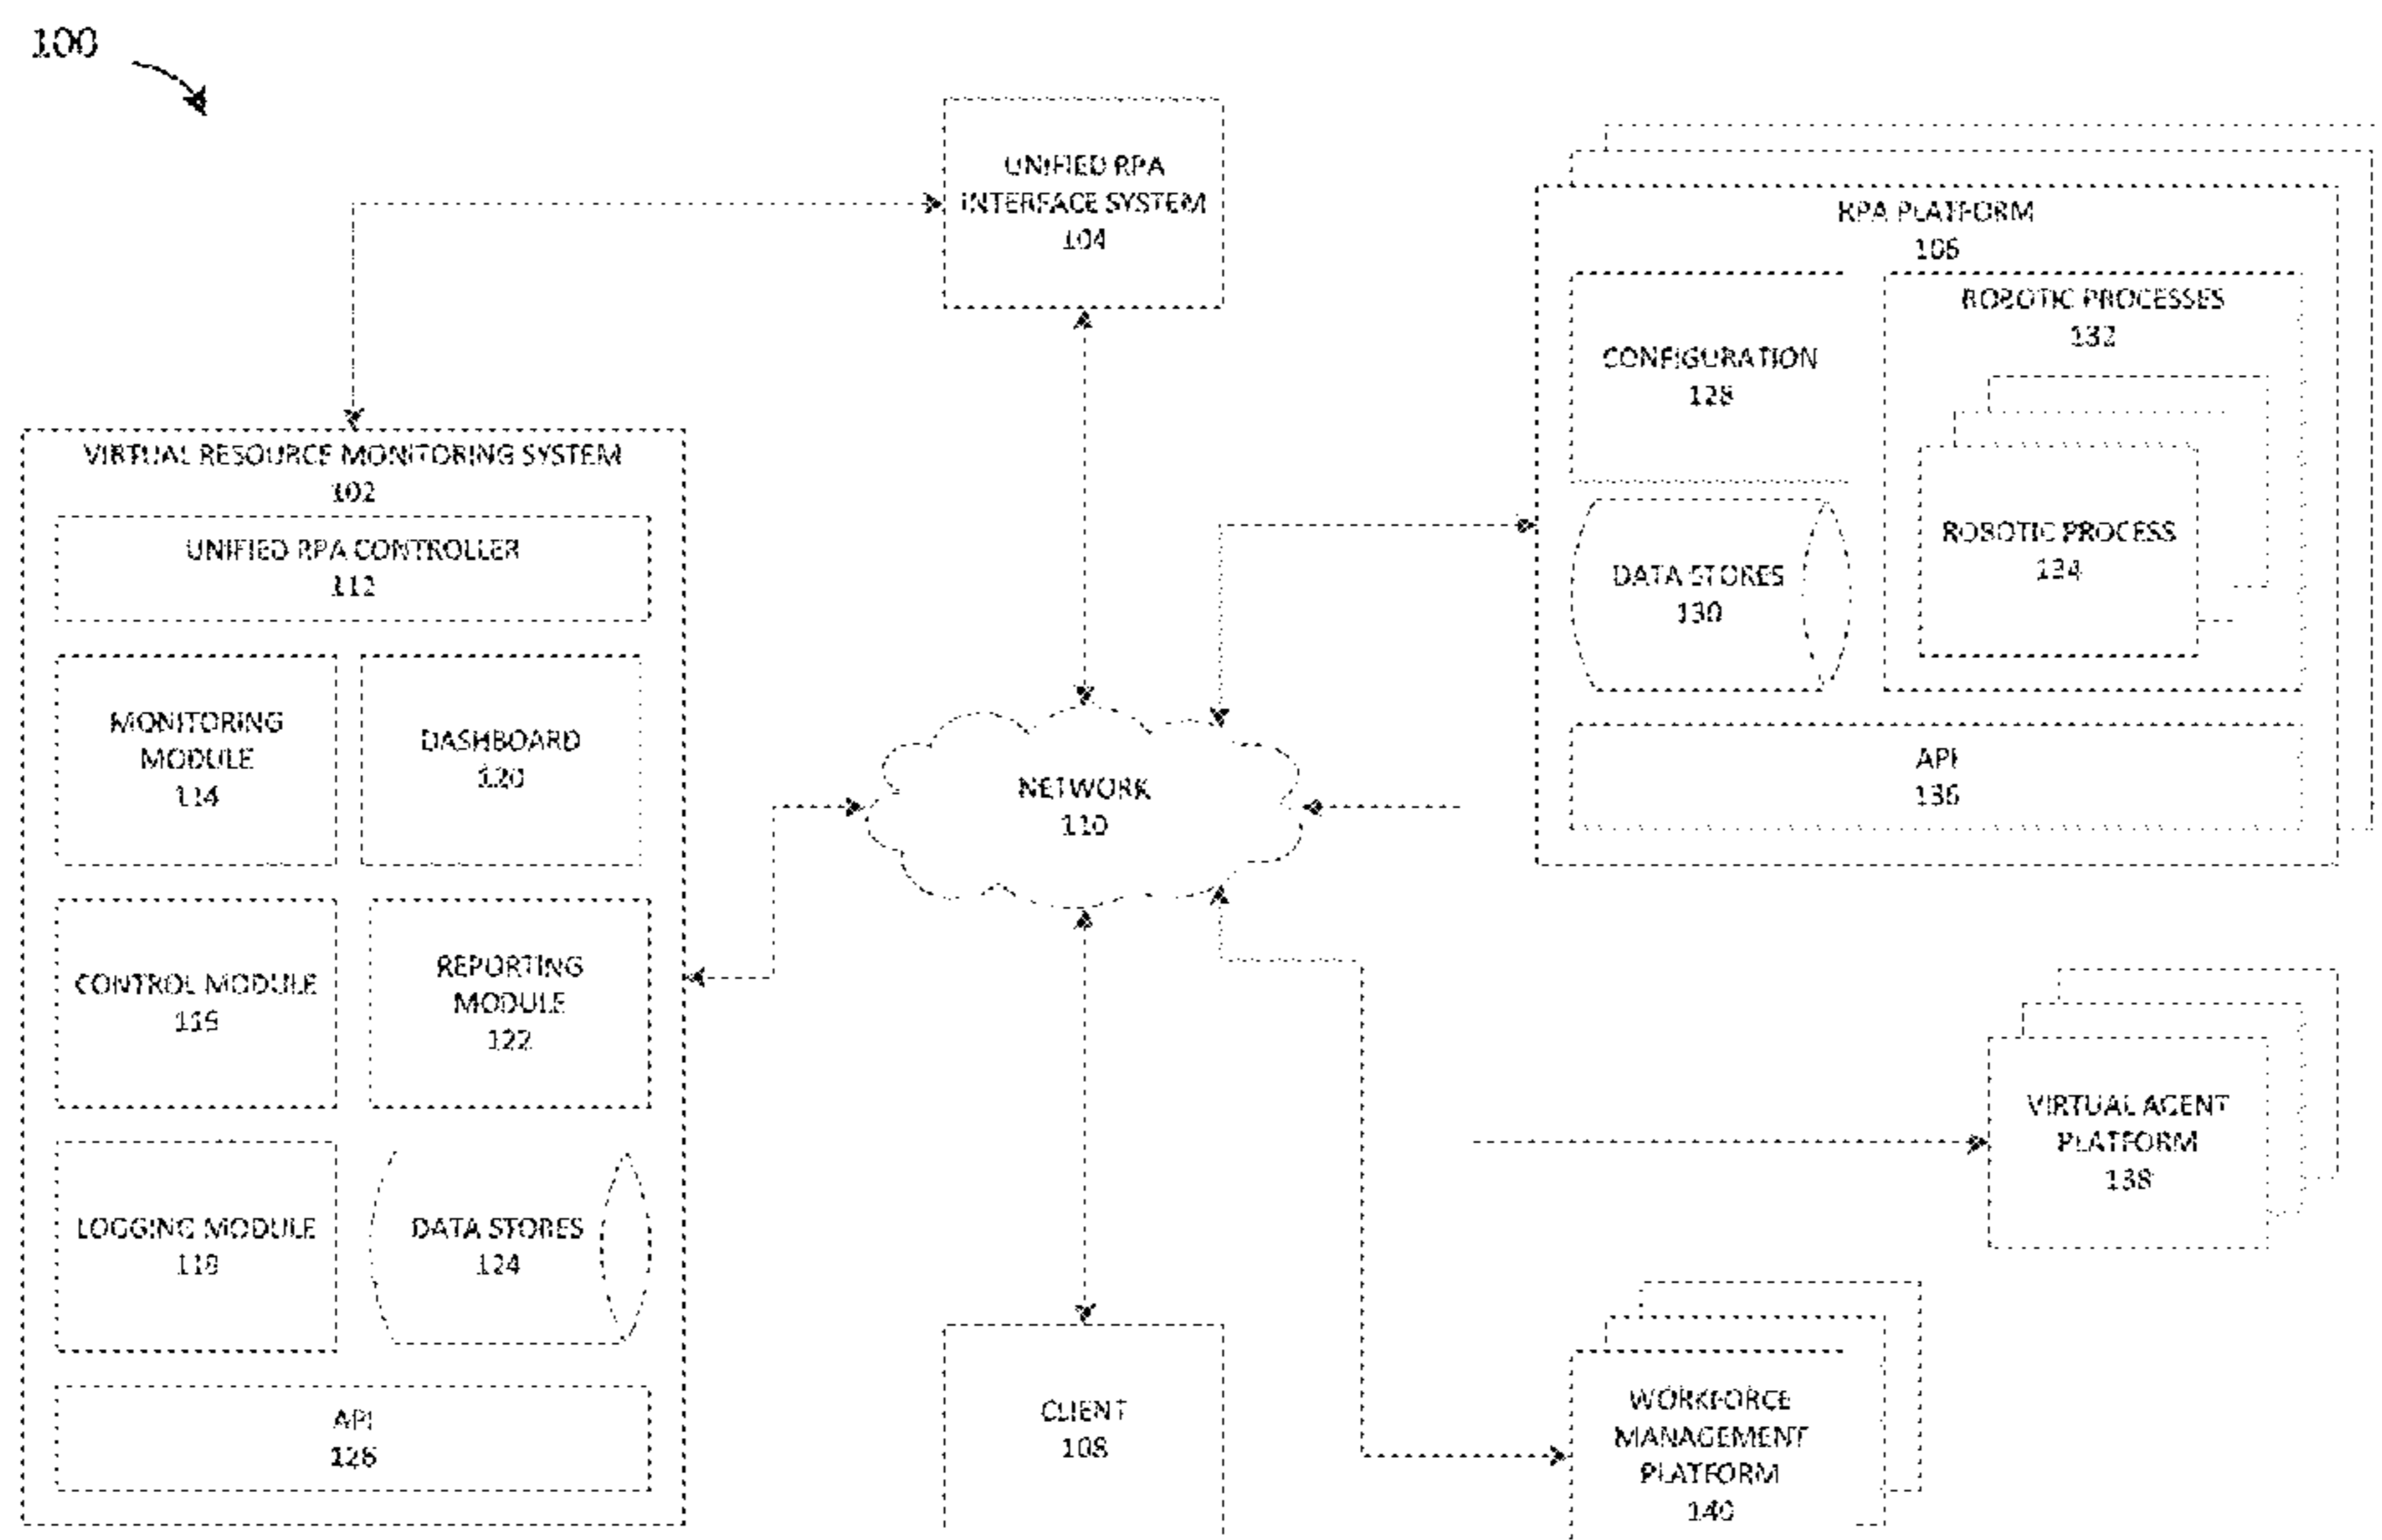 100
UNIFIED RPA
INTERFACE SYSTEM
104
RPA PLATFORM
106
CONFIGURATION
128
DATA STORES
130
ROBOTIC PROCESSES
132
ROBOTIC PROCESS
134
API
136
VIRTUAL RESOURCE MONITORING SYSTEM
102
UNIFIED RPA CONTROLLER
112
MONITORING
MODULE
114
DASHBOARD
120
CONTROL MODULE
116
REPORTING
MODULE
122
LOGGING MODULE
118
DATA STORES
124
API
126
NETWORK
110
CLIENT
108
VIRTUAL AGENT
PLATFORM
138
WORKFORCE
MANAGEMENT
PLATFORM
140